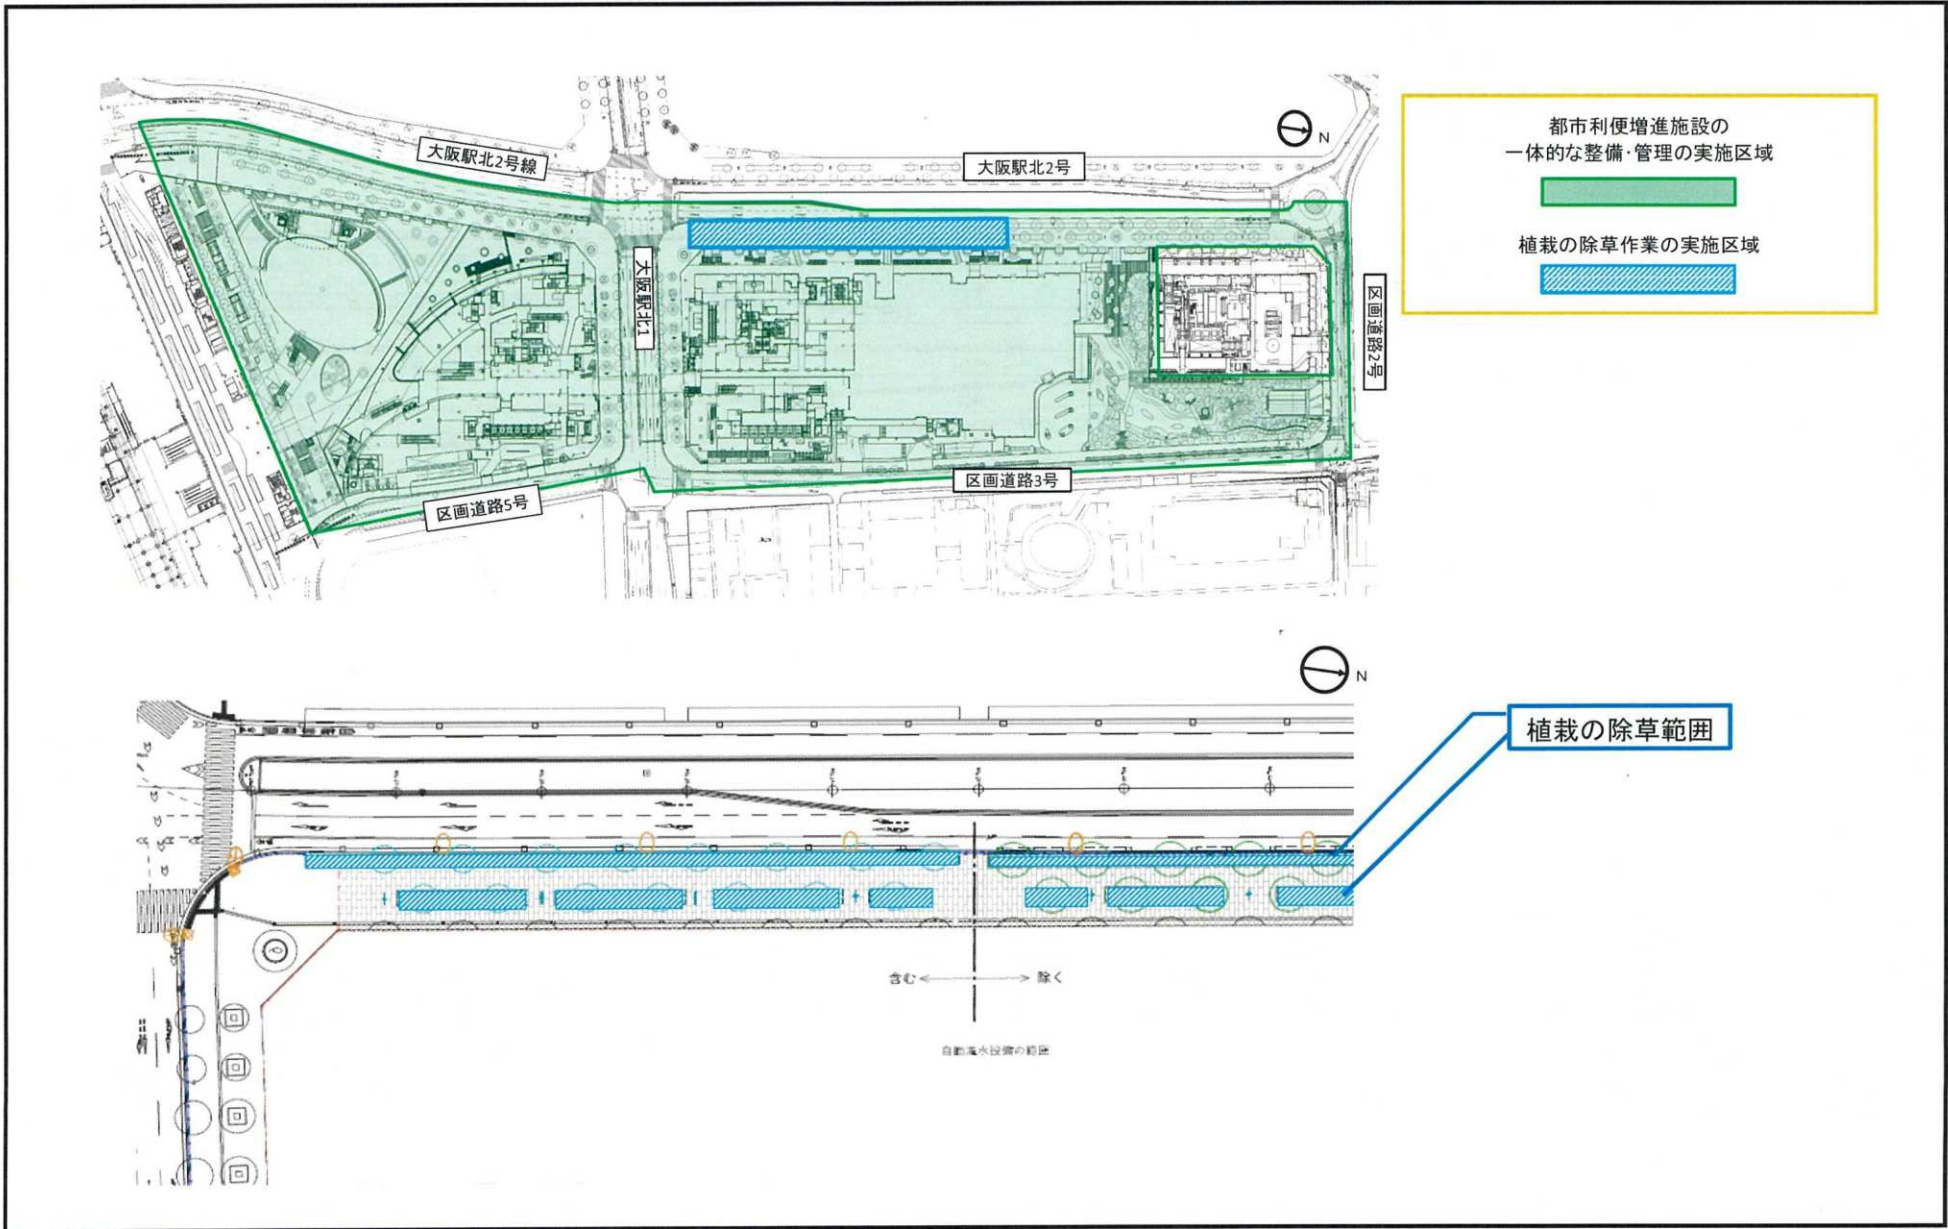 大阪駅北2号線
大阪駅北2号
N
大阪駅北1
区画道路2号
区画道路5号
区画道路3号
都市利便増進施設の
一体的な整備・管理の実施区域
植栽の除草作業の実施区域
N
植栽の除草範囲
含む
除く
自動潅水設備の範囲